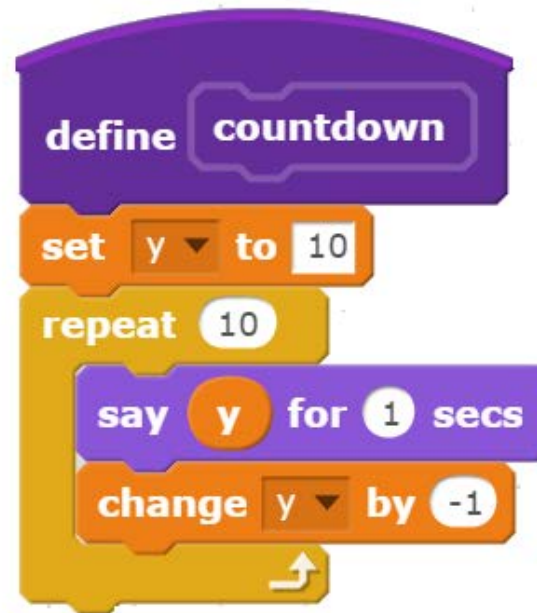 define countdown
set y to 10
repeat 10
say y for 1 secs
change y by -1